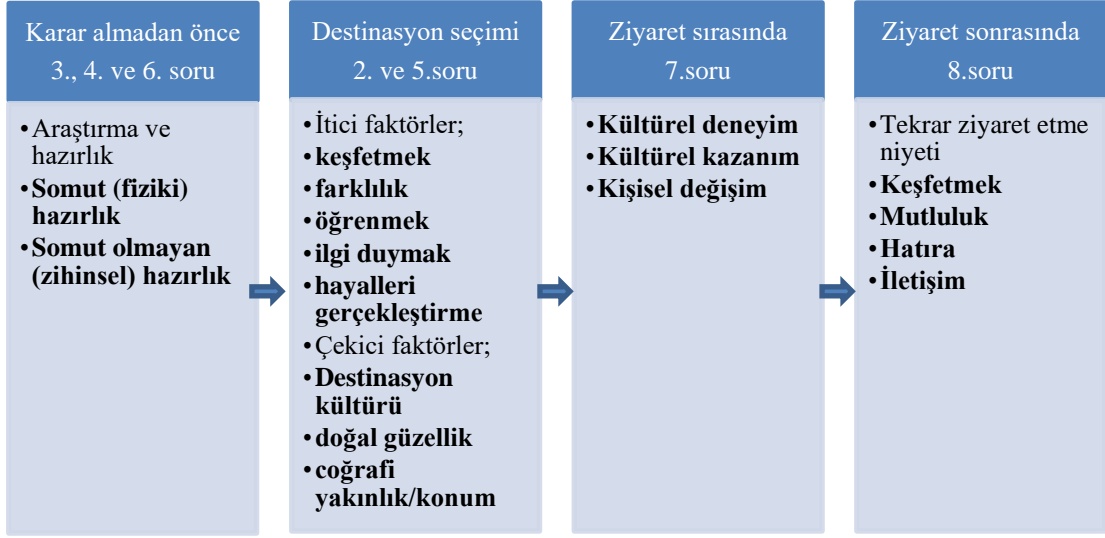 Karar almadan önce
3., 4. ve 6. soru
•Araştırma ve
hazırlık
•Somut (fiziki)
hazırlık
•Somut olmayan
(zihinsel) hazırlık
Destinasyon seçimi
2. ve 5.soru
•İtici faktörler;
•keşfetmek
•farklılık
•öğrenmek
•ilgi duymak
•hayalleri
gerçekleştirme
•Çekici faktörler;
•Destinasyon
kültürü
•doğal güzellik
•coğrafi
yakınlık/konum
Ziyaret sırasında
7.soru
•Kültürel deneyim
•Kültürel kazanım
•Kişisel değişim
Ziyaret sonrasında
8.soru
•Tekrar ziyaret etme
niyeti
•Keşfetmek
•Mutluluk
•Hatıra
•İletişim